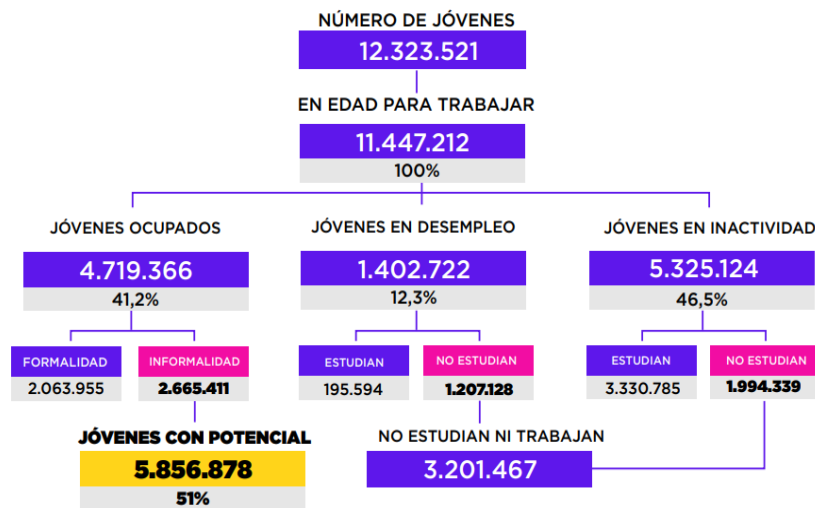 NÚMERO DE JÓVENES
12.323.521
EN EDAD PARA TRABAJAR
11.447.212
100%
JÓVENES OCUPADOS
4.719.366
41,2%
JÓVENES EN DESEMPLEO
1.402.722
12,3%
JÓVENES EN INACTIVIDAD
5.325.124
46,5%
FORMALIDAD
2.063.955
INFORMALIDAD
2.665.411
ESTUDIAN
195.594
NO ESTUDIAN
1.207.128
ESTUDIAN
3.330.785
NO ESTUDIAN
1.994.339
JÓVENES CON POTENCIAL
5.856.878
51%
NO ESTUDIAN NI TRABAJAN
3.201.467